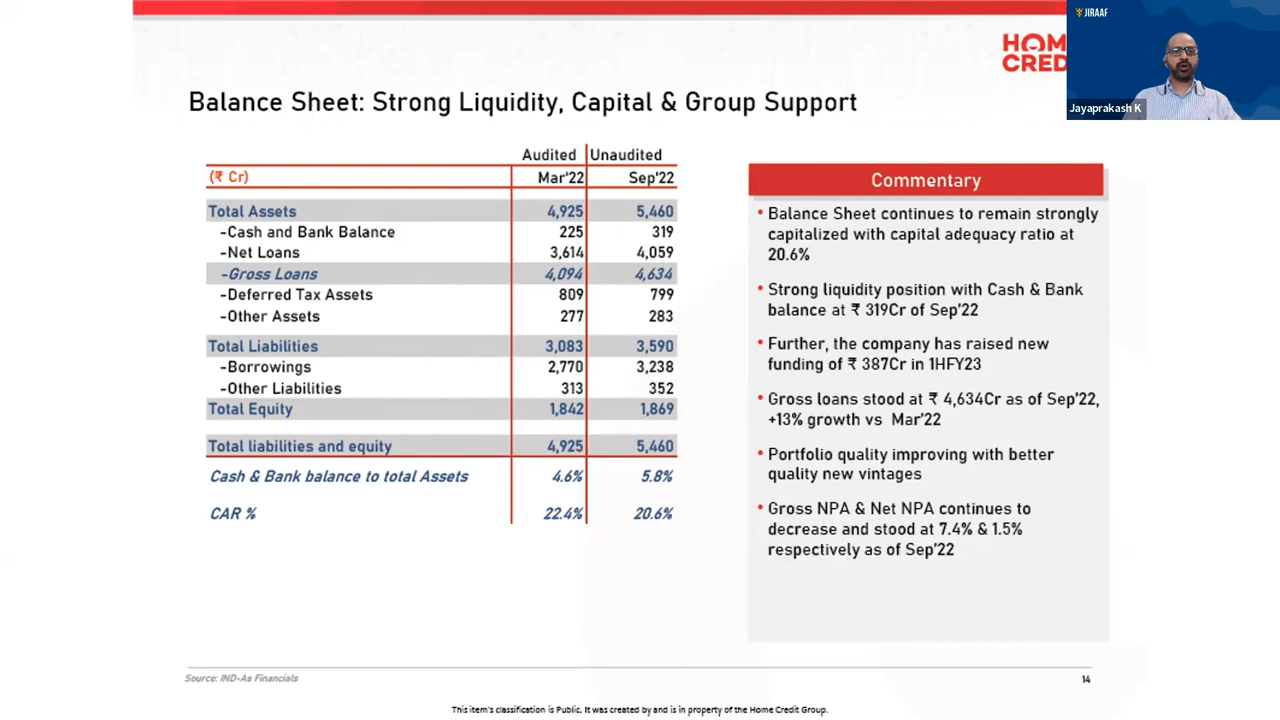 JIRAAF
HOM
CRED
Jayaprakash K
Balance Sheet: Strong Liquidity, Capital & Group Support
Audited Unaudited
(₹ Cr) Mar'22 Sep'22
Total Assets 4,925 5,460
-Cash and Bank Balance 225 319
-Net Loans 3,614 4,059
-Gross Loans 4,094 4,634
-Deferred Tax Assets 809 799
-Other Assets 277 283
Total Liabilities 3,083 3,590
-Borrowings 2,770 3,238
-Other Liabilities 313 352
Total Equity 1,842 1,869
Total liabilities and equity 4,925 5,460
Cash & Bank balance to total Assets 4.6% 5.8%
CAR % 22.4% 20.6%
Commentary
• Balance Sheet continues to remain strongly
capitalized with capital adequacy ratio at
20.6%
• Strong liquidity position with Cash & Bank
balance at ₹ 319Cr of Sep'22
• Further, the company has raised new
funding of ₹ 387Cr in 1HFY23
• Gross loans stood at ₹ 4,634Cr as of Sep'22,
+13% growth vs Mar'22
• Portfolio quality improving with better
quality new vintages
• Gross NPA & Net NPA continues to
decrease and stood at 7.4% & 1.5%
respectively as of Sep'22
Source: IND-As Financials
14
This item's classification is Public. It was created by and is in property of the Home Credit Group.